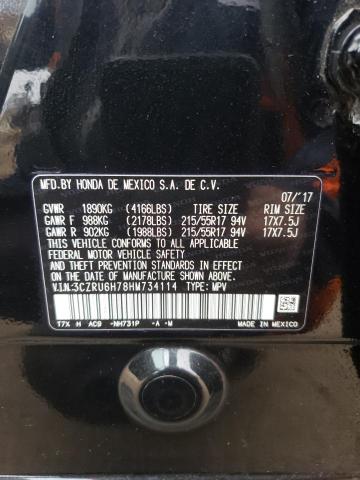 MFD.BY HONDA DE MEXICO S.A. DE C.V.
07/'17
GVWR 1890KG (4166LBS) TIRE SIZE RIM SIZE
GAWR F 988KG (2178LBS) 215/55R17 94V 17X7.5J
GAWR R 902KG (1988LBS) 215/55R17 94V 17X7.5J
THIS VEHICLE CONFORMS TO ALL APPLICABLE
FEDERAL MOTOR VEHICLE SAFETY STANDARDS
IN EFFECT ON THE DATE OF MANUFACTURE SHOWN ABOVE.
V.I.N:3CZRU6H78HM734114 TYPE: MPV
T7X H AC9 -NH731P -A -M
MADE IN MEXICO